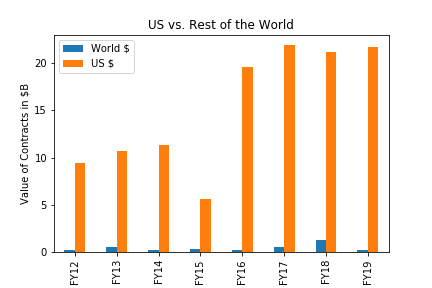 US vs. Rest of the World
World $
US $
Value of Contracts in $B
20
15
10
5
0
FY12
FY13
FY14
FY15
FY16
FY17
FY18
FY19